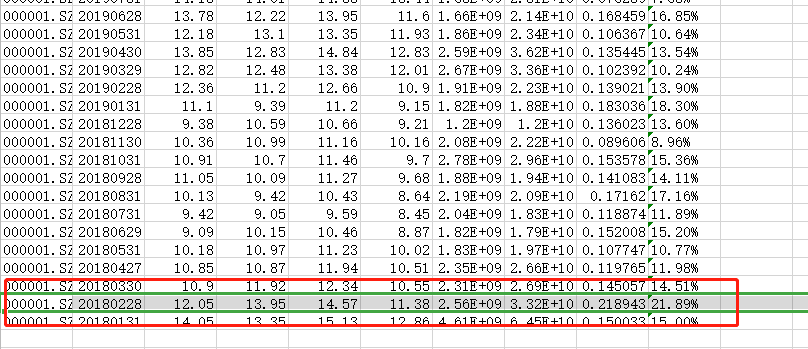 000001.SZ 20190628 13.78 12.22 13.95 11.6 1.66E+09 2.14E+10 0.168459 16.85%
000001.SZ 20190531 12.18 13.1 13.35 11.93 1.86E+09 2.34E+10 0.106367 10.64%
000001.SZ 20190430 13.85 12.83 14.84 12.83 2.59E+09 3.62E+10 0.135445 13.54%
000001.SZ 20190329 12.82 12.48 13.38 12.01 2.67E+09 3.36E+10 0.102392 10.24%
000001.SZ 20190228 12.36 11.2 12.66 10.9 1.91E+09 2.23E+10 0.139021 13.90%
000001.SZ 20190131 11.1 9.39 11.2 9.15 1.82E+09 1.88E+10 0.183036 18.30%
000001.SZ 20181228 9.38 10.59 10.66 9.21 1.2E+09 1.2E+10 0.136023 13.60%
000001.SZ 20181130 10.36 10.99 11.16 10.16 2.08E+09 2.22E+10 0.089606 8.96%
000001.SZ 20181031 10.91 10.7 11.46 9.7 2.78E+09 2.96E+10 0.153578 15.36%
000001.SZ 20180928 11.05 10.09 11.27 9.68 1.88E+09 1.94E+10 0.141083 14.11%
000001.SZ 20180831 10.13 9.42 10.43 8.64 2.19E+09 2.09E+10 0.17162 17.16%
000001.SZ 20180731 9.42 9.05 9.59 8.45 2.04E+09 1.83E+10 0.118874 11.89%
000001.SZ 20180629 9.09 10.15 10.46 8.87 1.82E+09 1.79E+10 0.152008 15.20%
000001.SZ 20180531 10.18 10.97 11.23 10.02 1.83E+09 1.97E+10 0.107747 10.77%
000001.SZ 20180427 10.85 10.87 11.94 10.51 2.35E+09 2.66E+10 0.119765 11.98%
000001.SZ 20180330 10.9 11.92 12.34 10.55 2.31E+09 2.69E+10 0.145057 14.51%
000001.SZ 20180228 12.05 13.95 14.57 11.38 2.56E+09 3.32E+10 0.218943 21.89%
000001.SZ 20180131 14.05 13.35 15.13 12.86 4.61E+09 6.45E+10 0.150033 15.00%